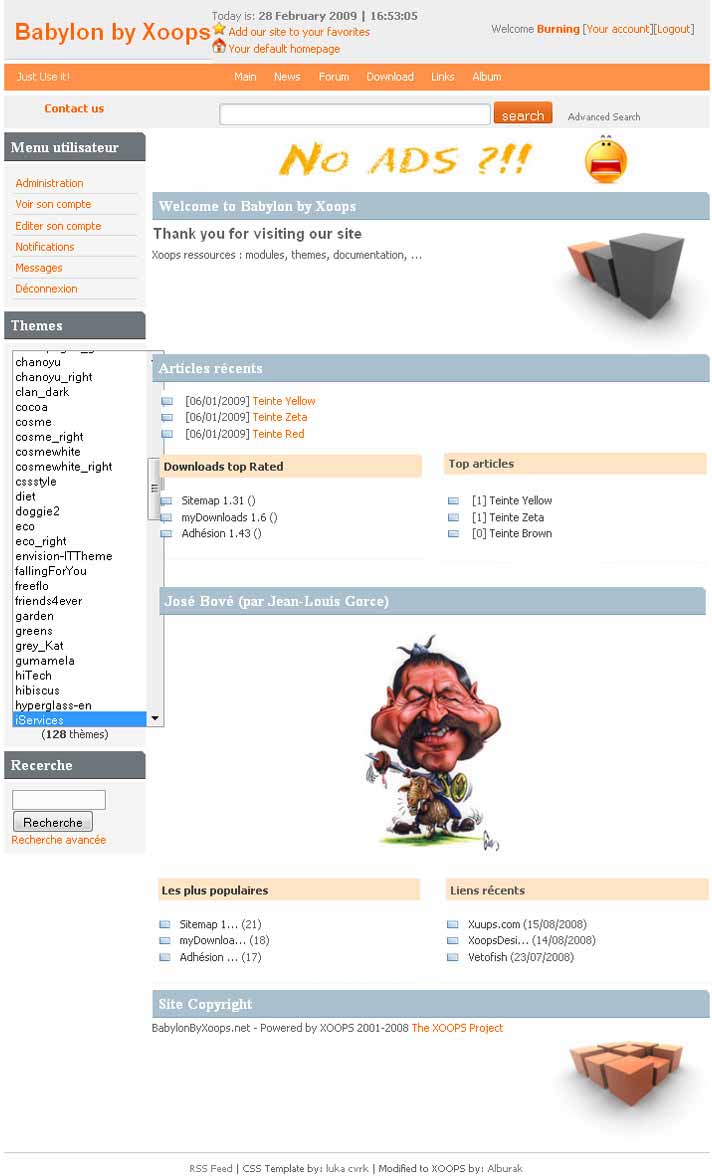 Babylon by Xoops
Today is: 28 February 2009 | 16:53:05
Add our site to your favorites
Your default homepage
Welcome Burning [Your account][Logout]
Just Use it!
Main News Forum Download Links Album
Contact us
search
Advanced Search
Menu utilisateur
Administration
Voir son compte
Editer son compte
Notifications
Messages
Déconnexion
Themes
chanoyu
chanoyu_right
clan_dark
cocoa
cosme
cosme_right
cosmewhite
cosmewhite_right
cssstyle
diet
doggie2
eco
eco_right
envision-ITTheme
fallingForYou
freeflo
friends4ever
garden
greens
grey_Kat
gumamela
hiTech
hibiscus
hyperglass-en
iServices
(128 thèmes)
Recerche
Recherche
Recherche avancée
No ADS ?!!
Welcome to Babylon by Xoops
Thank you for visiting our site
Xoops ressources : modules, themes, documentation, ...
Articles récents
[06/01/2009] Teinte Yellow
[06/01/2009] Teinte Zeta
[06/01/2009] Teinte Red
Downloads top Rated
Sitemap 1.31 ()
myDownloads 1.6 ()
Adhésion 1.43 ()
Top articles
[1] Teinte Yellow
[1] Teinte Zeta
[0] Teinte Brown
José Bové (par Jean-Louis Gorce)
Les plus populaires
Sitemap 1... (21)
myDownloa... (18)
Adhésion ... (17)
Liens récents
Xuups.com (15/08/2008)
XoopsDesi... (14/08/2008)
Vetofish (23/07/2008)
Site Copyright
BabylonByXoops.net - Powered by XOOPS 2001-2008 The XOOPS Project
RSS Feed | CSS Template by: luka cvrk | Modified to XOOPS by: Alburak